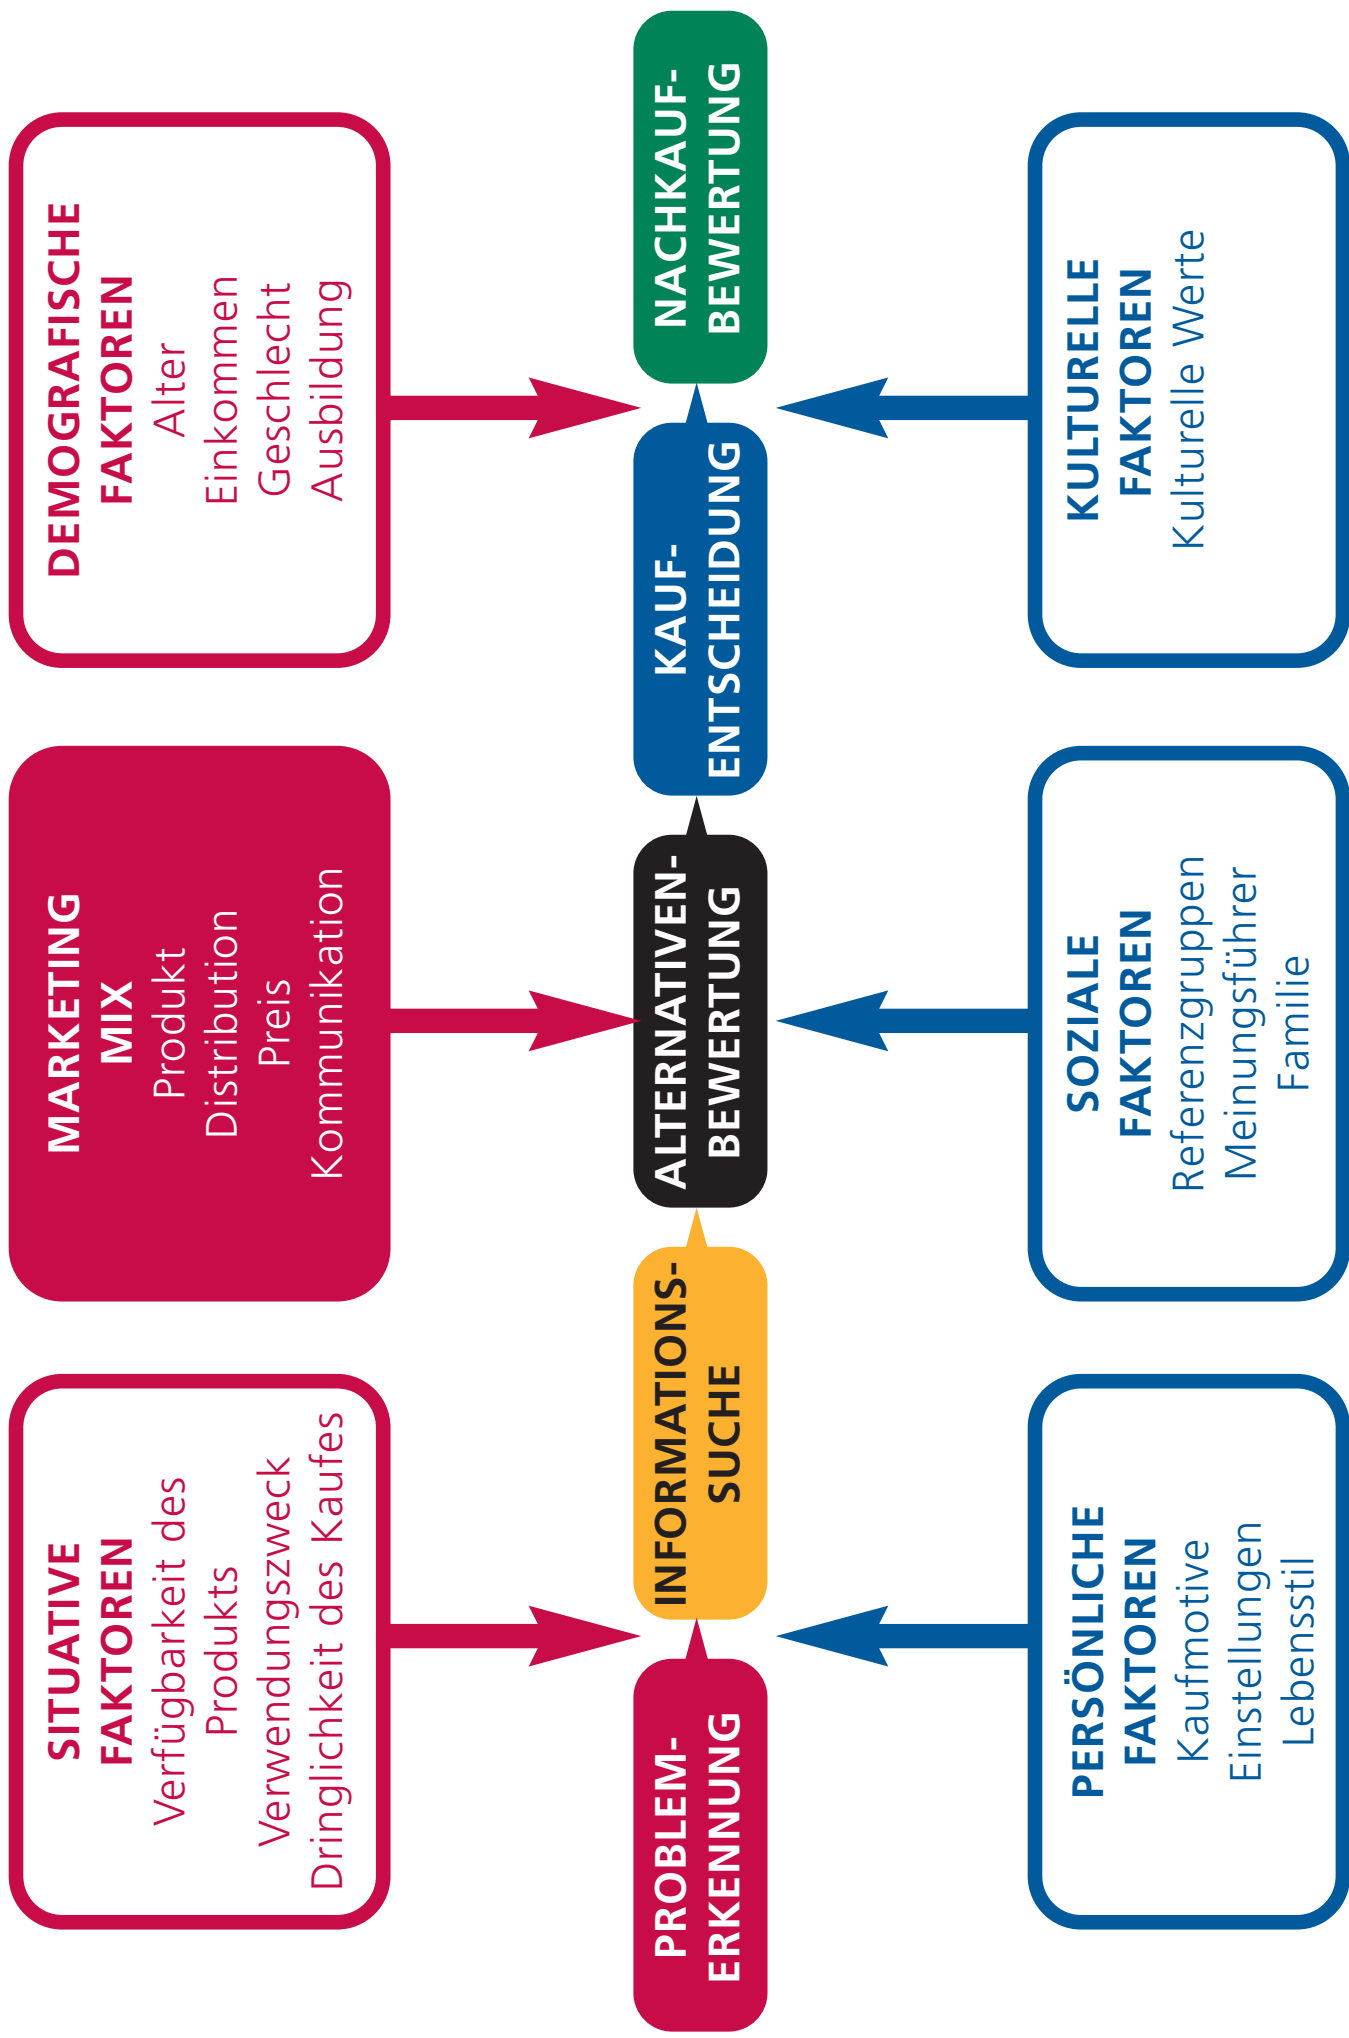 SITUATIVE
FAKTOREN
Verfügbarkeit des
Produkts
Verwendungszweck
Dringlichkeit des Kaufes
MARKETING
MIX
Produkt
Distribution
Preis
Kommunikation
DEMOGRAFISCHE
FAKTOREN
Alter
Einkommen
Geschlecht
Ausbildung
PROBLEM-
ERKENNUNG
INFORMATIONS-
SUCHE
ALTERNATIVEN-
BEWERTUNG
KAUF-
ENTSCHEIDUNG
NACHKAUF-
BEWERTUNG
PERSÖNLICHE
FAKTOREN
Kaufmotive
Einstellungen
Lebensstil
SOZIALE
FAKTOREN
Referenzgruppen
Meinungsführer
Familie
KULTURELLE
FAKTOREN
Kulturelle Werte